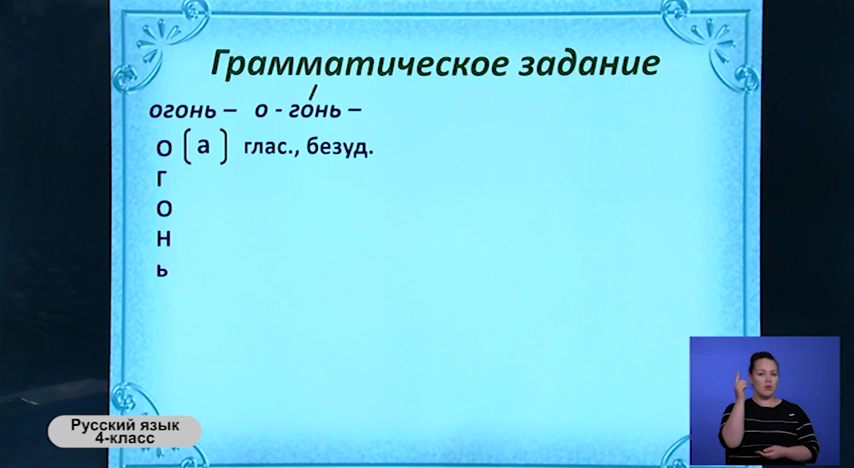 Грамматическое задание
огонь – о - гонь –
О [а] глас., безуд.
Г
О
Н
ь
Русский язык
4-класс